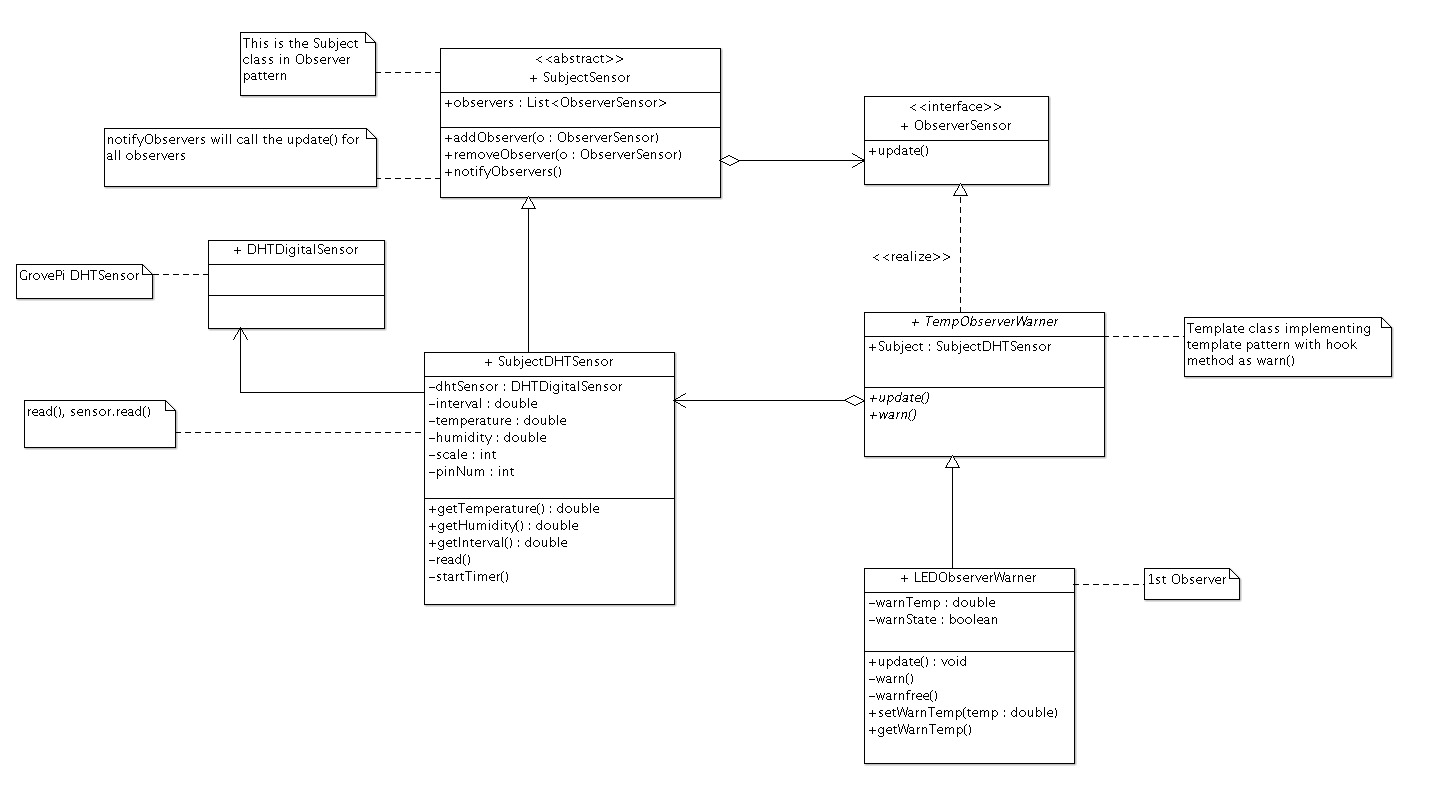 This is the Subject
class in Observer
pattern
<<abstract>>
+ SubjectSensor
+observers : List<ObserverSensor>
+addObserver(o : ObserverSensor)
+removeObserver(o : ObserverSensor)
+notifyObservers()
notifyObservers will call the update() for
all observers
<<interface>>
+ ObserverSensor
+update()
+ DHTDigitalSensor
GrovePi DHTSensor
<<realize>>
+ TempObserverWarner
+Subject : SubjectDHTSensor
+update()
+warn()
Template class implementing
template pattern with hook
method as warn()
+ SubjectDHTSensor
-dhtSensor : DHTDigitalSensor
-interval : double
-temperature : double
-humidity : double
-scale : int
-pinNum : int
+getTemperature() : double
+getHumidity() : double
+getInterval() : double
-read()
-startTimer()
read(), sensor.read()
+ LEDObserverWarner
-warnTemp : double
-warnState : boolean
+update() : void
-warn()
-warnfree()
+setWarnTemp(temp : double)
+getWarnTemp()
1st Observer